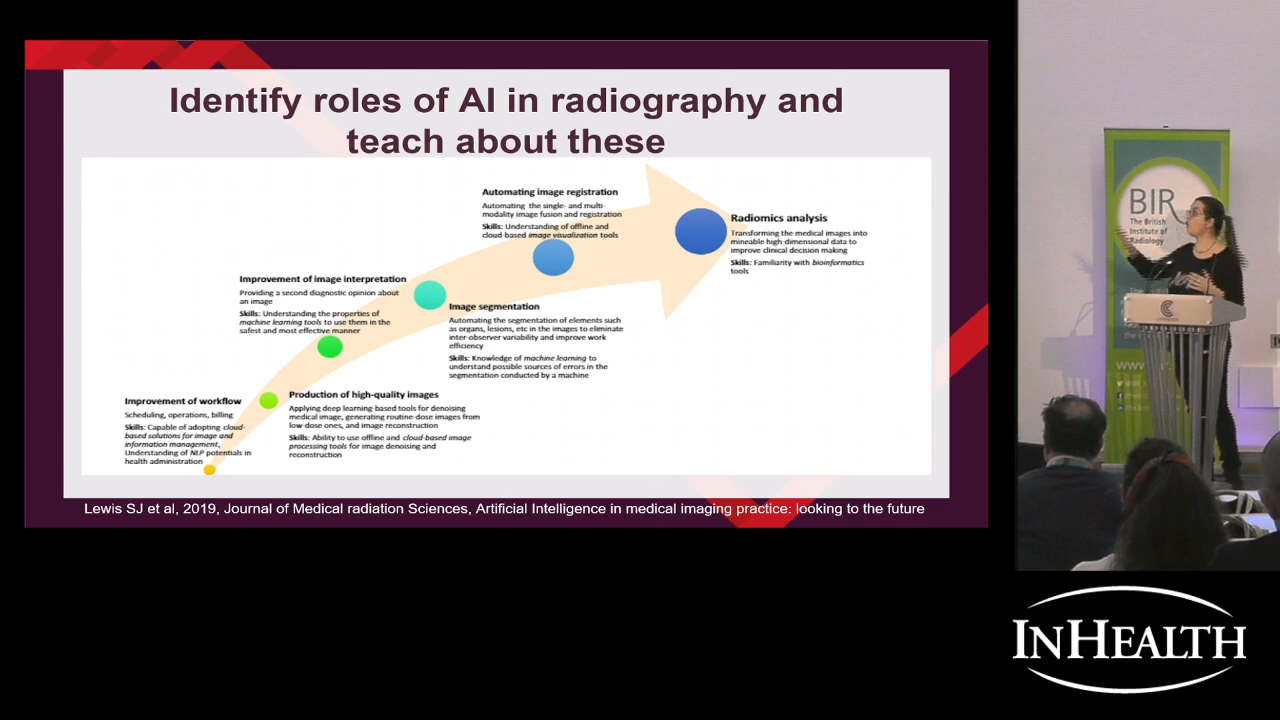 Identify roles of AI in radiography and
teach about these
Automating image registration
Automating the single- and multi-
modality image fusion and registration
Skills: Understanding of offline and
cloud-based image visualization tools
Radiomics analysis
Transforming the medical images into
mineable high-dimensional data to
improve clinical decision making
Skills: Familiarity with bioinformatics
tools
Improvement of image interpretation
Providing a second diagnostic opinion about
an image
Skills: Understanding the properties of
machine learning tools to use them in the
safest and most effective manner
Image segmentation
Automating the segmentation of elements such
as organs, lesions, etc in the images to eliminate
inter-observer variability and improve work
efficiency
Skills: Knowledge of machine learning to
understand possible sources of errors in the
segmentation conducted by a machine
Improvement of workflow
Scheduling, operations, billing
Skills: Capable of adopting cloud-
based solutions for image and
information management,
Understanding of NLP potentials in
health administration
Production of high-quality images
Applying deep learning-based tools for denoising
medical image, generating routine-dose images from
low-dose ones, and image reconstruction
Skills: Ability to use offline and cloud-based image
processing tools for image denoising and
reconstruction
Lewis SJ et al, 2019, Journal of Medical radiation Sciences, Artificial Intelligence in medical imaging practice: looking to the future
BIR
The British
Institute of
Radiology
www
INHEALTH